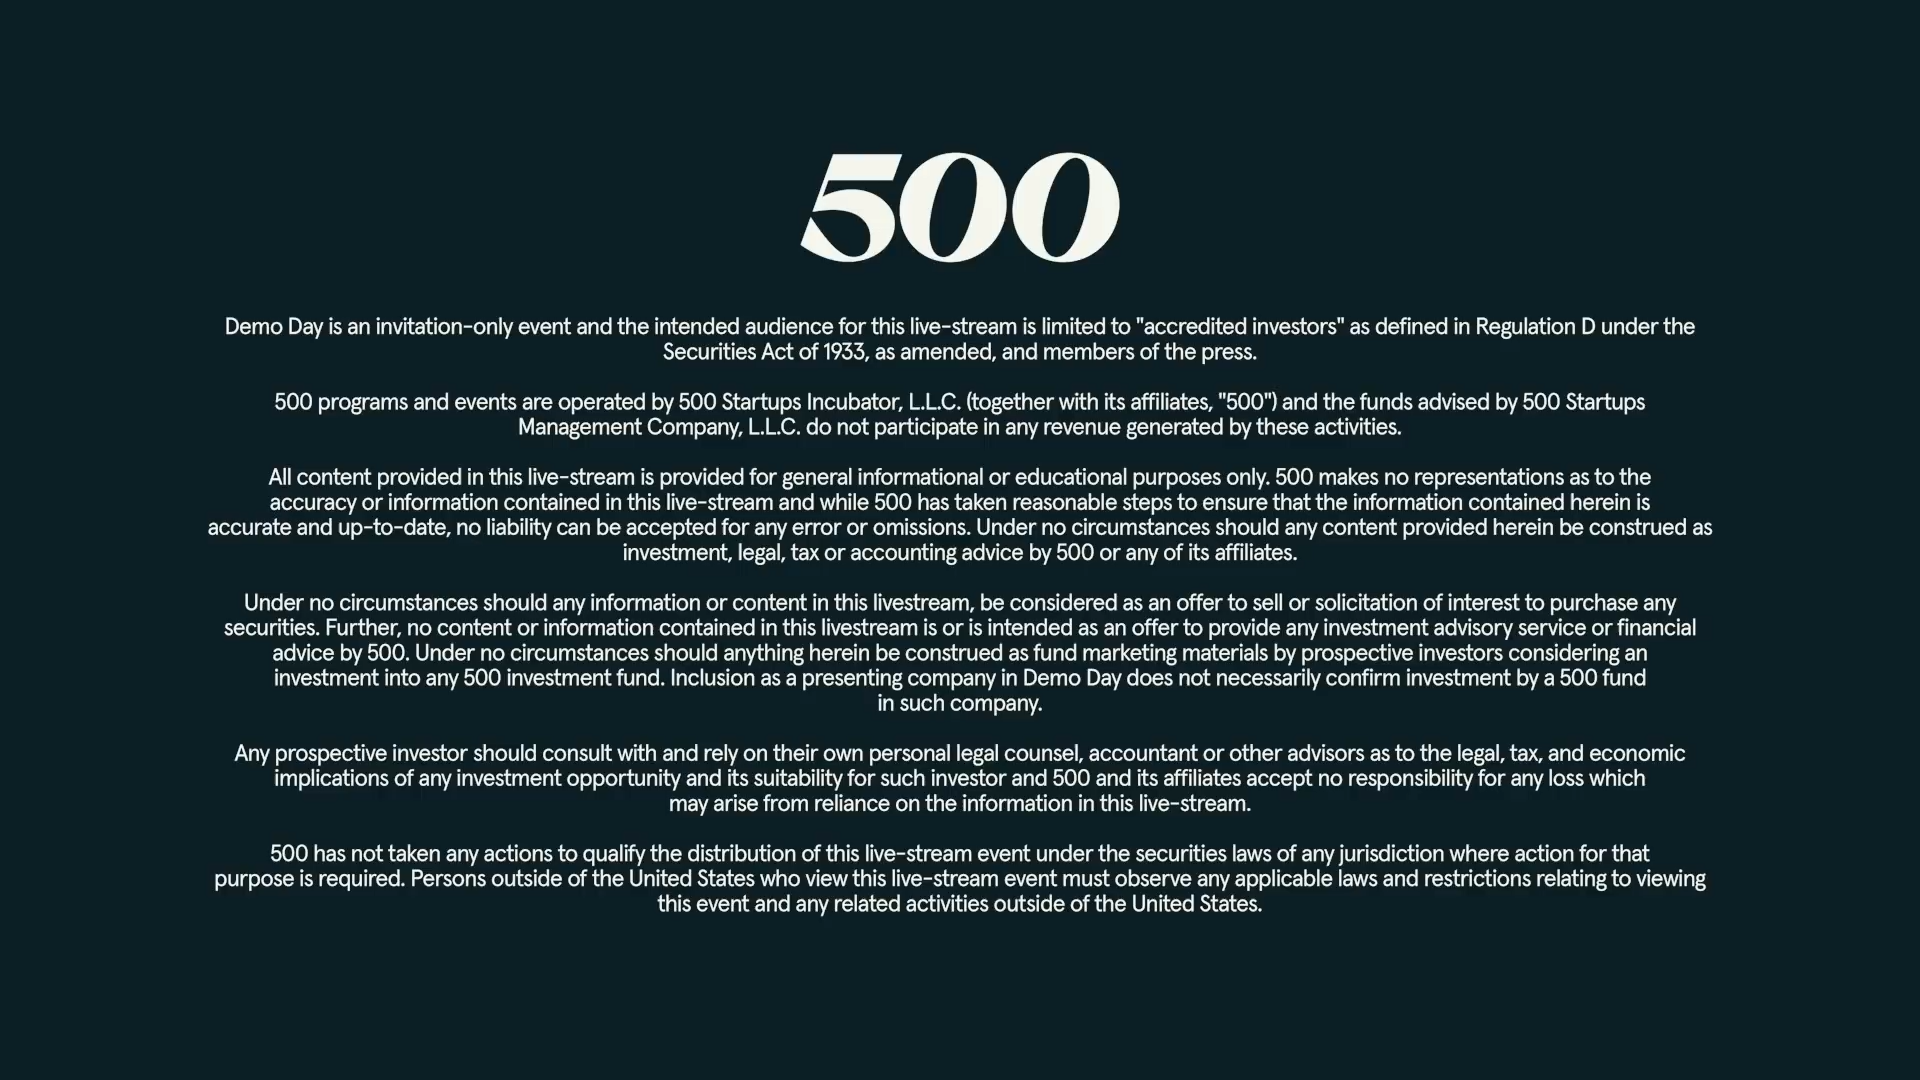 500
Demo Day is an invitation-only event and the intended audience for this live-stream is limited to "accredited investors" as defined in Regulation D under the
Securities Act of 1933, as amended, and members of the press.
500 programs and events are operated by 500 Startups Incubator, L.L.C. (together with its affiliates, "500") and the funds advised by 500 Startups
Management Company, L.L.C. do not participate in any revenue generated by these activities.
All content provided in this live-stream is provided for general informational or educational purposes only. 500 makes no representations as to the
accuracy or information contained in this live-stream and while 500 has taken reasonable steps to ensure that the information contained herein is
accurate and up-to-date, no liability can be accepted for any error or omissions. Under no circumstances should any content provided herein be construed as
investment, legal, tax or accounting advice by 500 or any of its affiliates.
Under no circumstances should any information or content in this livestream, be considered as an offer to sell or solicitation of interest to purchase any
securities. Further, no content or information contained in this livestream is or is intended as an offer to provide any investment advisory service or financial
advice by 500. Under no circumstances should anything herein be construed as fund marketing materials by prospective investors considering an
investment into any 500 investment fund. Inclusion as a presenting company in Demo Day does not necessarily confirm investment by a 500 fund
in such company.
Any prospective investor should consult with and rely on their own personal legal counsel, accountant or other advisors as to the legal, tax, and economic
implications of any investment opportunity and its suitability for such investor and 500 and its affiliates accept no responsibility for any loss which
may arise from reliance on the information in this live-stream.
500 has not taken any actions to qualify the distribution of this live-stream event under the securities laws of any jurisdiction where action for that
purpose is required. Persons outside of the United States who view this live-stream event must observe any applicable laws and restrictions relating to viewing
this event and any related activities outside of the United States.